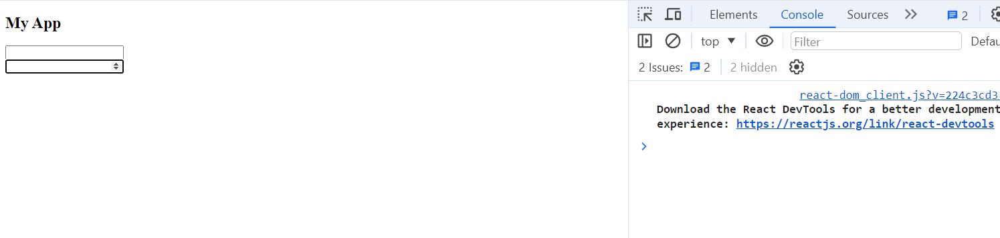 My App
Elements Console Sources 2
top Filter Defau
2 Issues: 2 2 hidden
react-dom_client.js?v=224c3cd3
Download the React DevTools for a better development
experience: https://reactjs.org/link/react-devtools